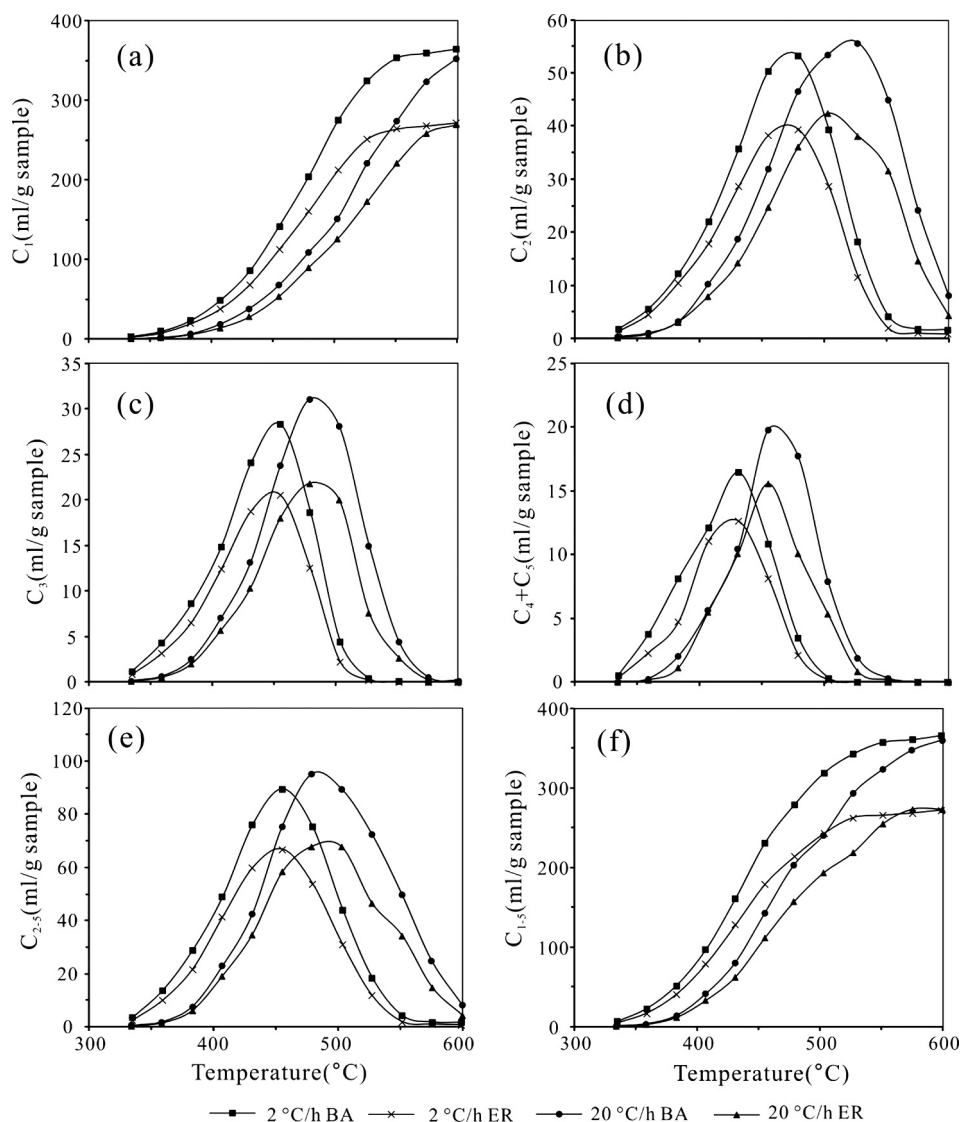 400
300
200
100
0
C₁(ml/g sample)
(a)
60
50
40
30
20
10
0
C₂(ml/g sample)
(b)
35
30
25
20
15
10
5
0
C₃(ml/g sample)
(c)
25
20
15
10
5
0
C₄+C₅(ml/g sample)
(d)
120
100
80
60
40
20
0
C₂₋₅(ml/g sample)
(e)
300 400 500 600
Temperature(°C)
400
300
200
100
0
C₁₋₅(ml/g sample)
(f)
300 400 500 600
Temperature(°C)
2 °C/h BA 2 °C/h ER 20 °C/h BA 20 °C/h ER